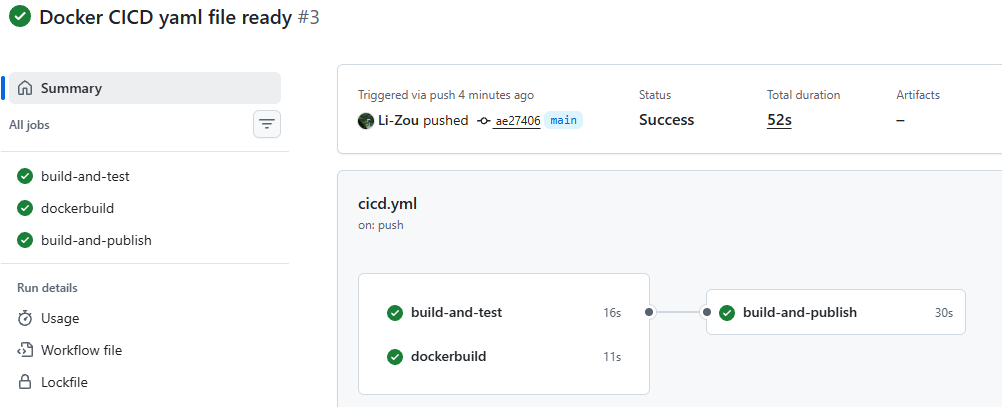 Docker CICD yaml file ready #3
Summary
All jobs
build-and-test
dockerbuild
build-and-publish
Run details
Usage
Workflow file
Lockfile
Triggered via push 4 minutes ago
Li-Zou pushed ae27406 main
Status
Success
Total duration
52s
Artifacts
–
cicd.yml
on: push
build-and-test 16s
dockerbuild 11s
build-and-publish 30s